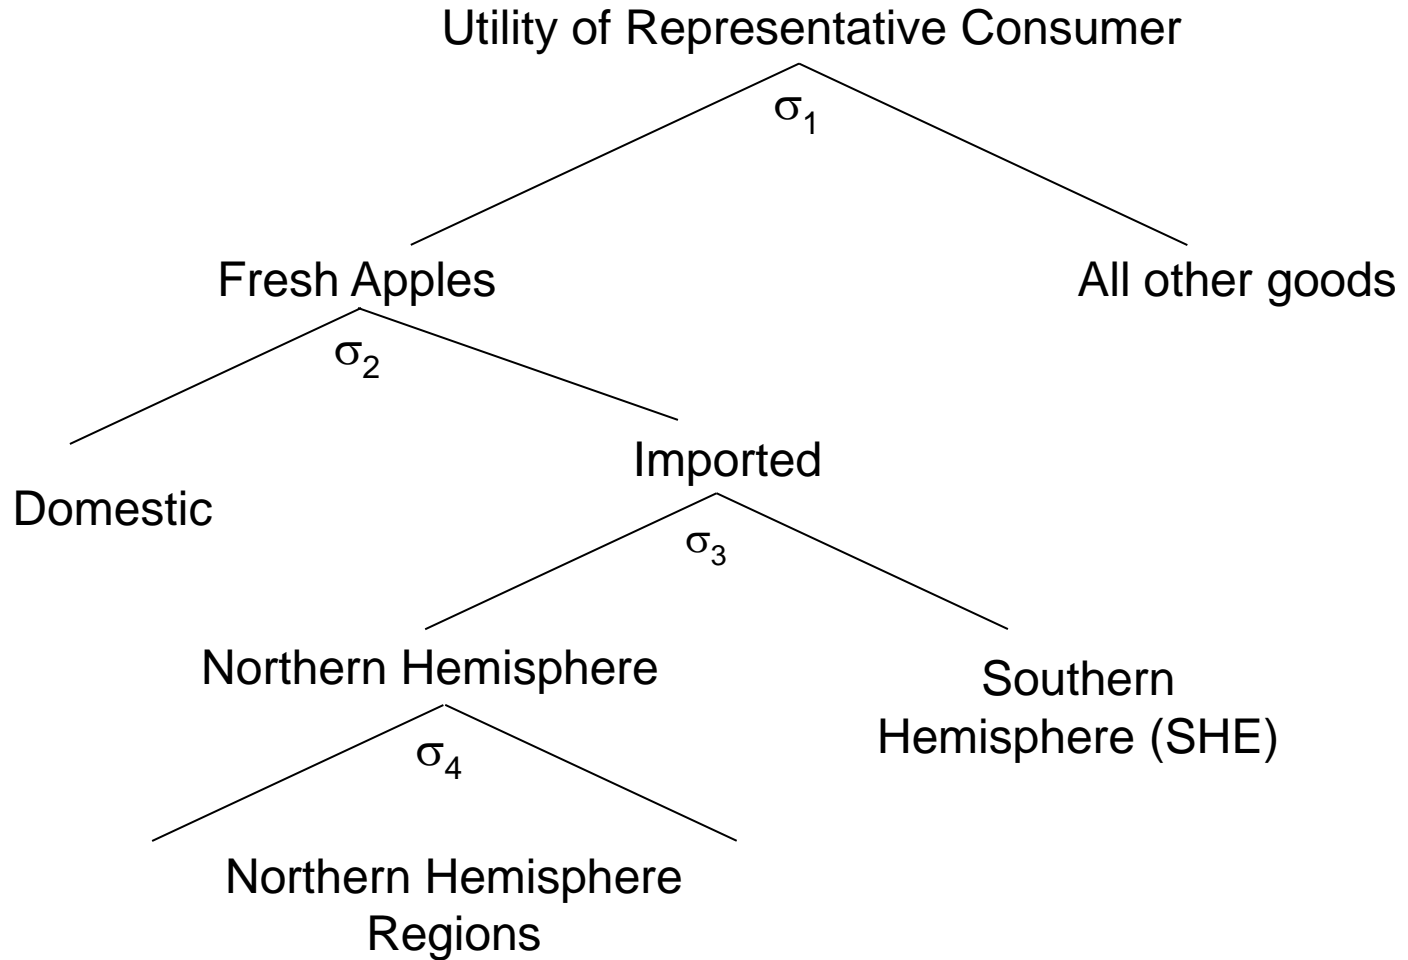 Utility of Representative Consumer
σ1
Fresh Apples
All other goods
σ2
Imported
Domestic
σ3
Northern Hemisphere
Southern
Hemisphere (SHE)
σ4
Northern Hemisphere
Regions